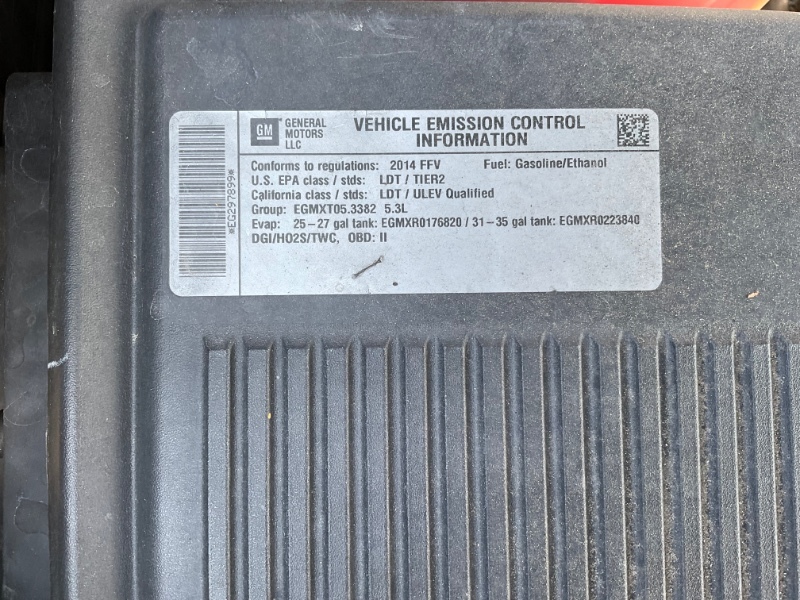 GM
GENERAL
MOTORS
LLC
VEHICLE EMISSION CONTROL
INFORMATION
Conforms to regulations: 2014 FFV Fuel: Gasoline/Ethanol
U.S. EPA class / stds: LDT / TIER2
California class / stds: LDT / ULEV Qualified
Group: EGMXT05.3382 5.3L
Evap: 25-27 gal tank: EGMXR0176820 / 31-35 gal tank: EGMXR0223840
DGI/HO2S/TWC, OBD: II
*EG297899*